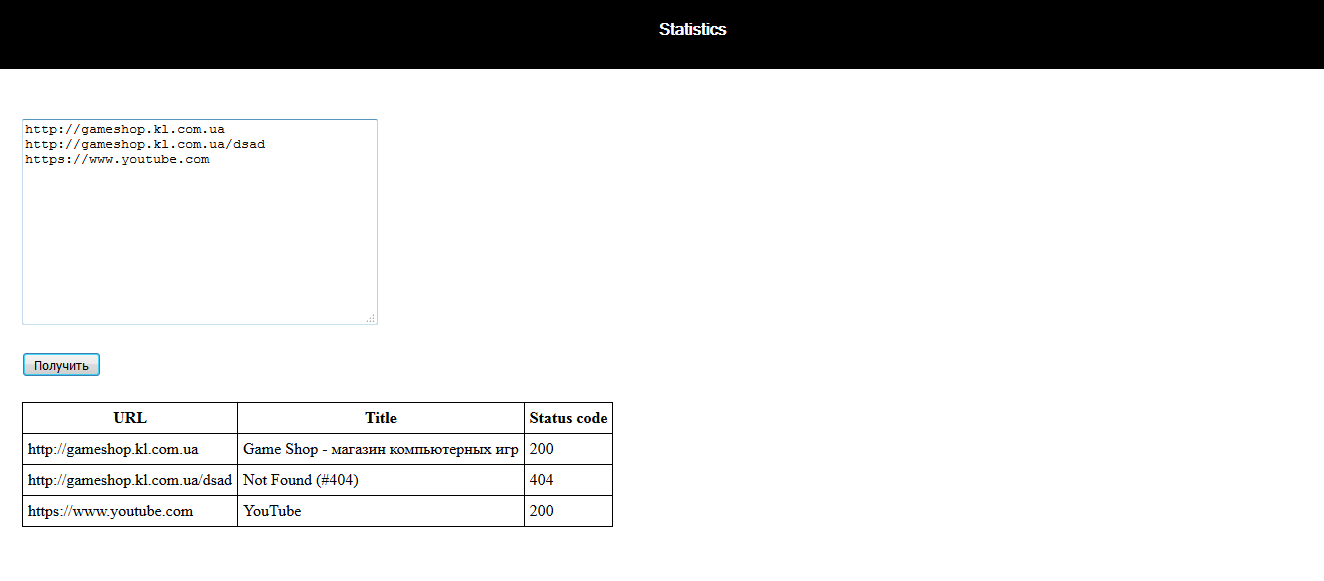 Statistics
http://gameshop.kl.com.ua
http://gameshop.kl.com.ua/dsad
https://www.youtube.com
Получить
URL Title Status code
http://gameshop.kl.com.ua Game Shop - магазин компьютерных игр 200
http://gameshop.kl.com.ua/dsad Not Found (#404) 404
https://www.youtube.com YouTube 200